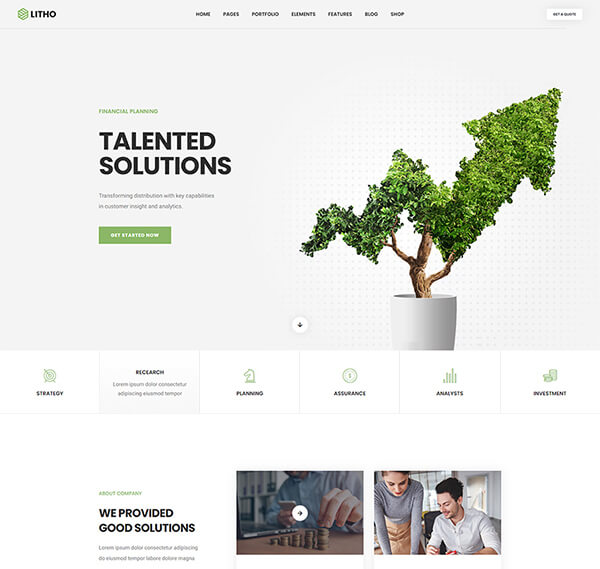 LITHO
HOME PAGES PORTFOLIO ELEMENTS FEATURES BLOG SHOP
GET A QUOTE
FINANCIAL PLANNING
TALENTED
SOLUTIONS
Transforming distribution with key capabilities
in customer insight and analytics.
GET STARTED NOW
STRATEGY
RECEARCH
Lorem ipsum dolor consectetur
adipiscing eiusmod tempor
PLANNING
ASSURANCE
ANALYSTS
INVESTMENT
ABOUT COMPANY
WE PROVIDED
GOOD SOLUTIONS
Lorem ipsum dolor consectetur adipiscing
do eiusmod tempor labore dolore magna